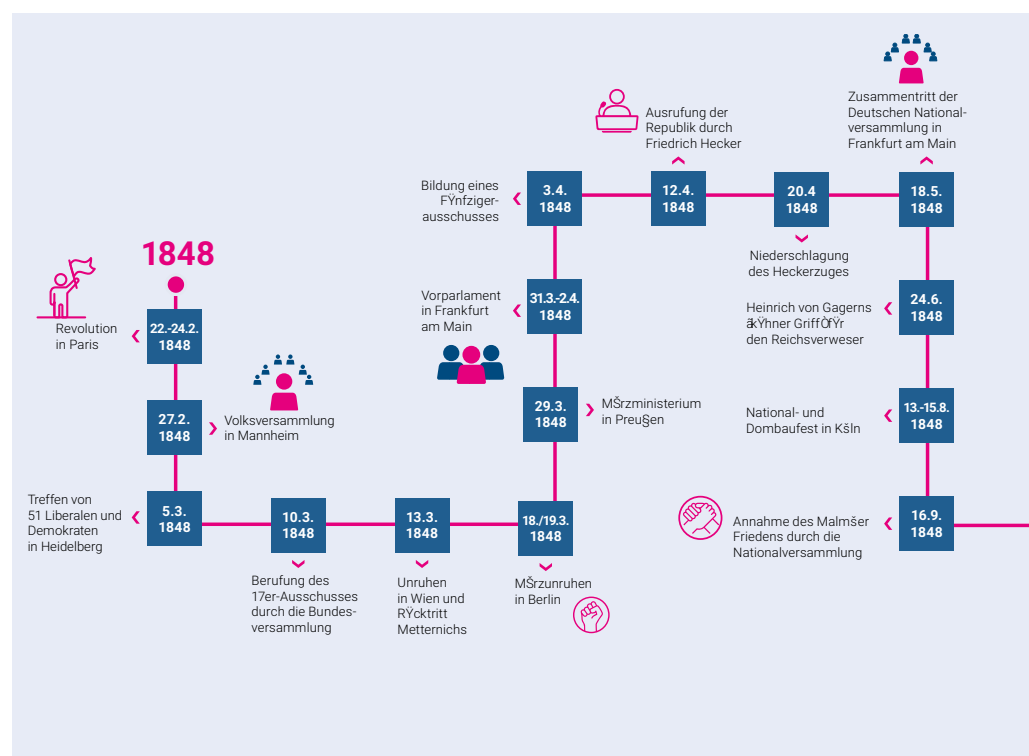 1848
22.-24.2.
1848
Revolution
in Paris
27.2.
1848
Volksversammlung
in Mannheim
5.3.
1848
Treffen von
51 Liberalen und
Demokraten
in Heidelberg
10.3.
1848
Berufung des
17er-Ausschusses
durch die Bundes-
versammlung
13.3.
1848
Unruhen
in Wien und
RŸcktritt
Metternichs
18./19.3.
1848
MŠrzunruhen
in Berlin
29.3.
1848
MŠrzministerium
in Preu§en
31.3.-2.4.
1848
Vorparlament
in Frankfurt
am Main
3.4.
1848
Bildung eines
FŸnfziger-
ausschusses
12.4.
1848
Ausrufung der
Republik durch
Friedrich Hecker
20.4
1848
Niederschlagung
des Heckerzuges
18.5.
1848
Zusammentritt der
Deutschen National-
versammlung in
Frankfurt am Main
24.6.
1848
Heinrich von Gagerns
den Reichsverweser
13.-15.8.
1848
National- und
Dombaufest in Kšln
16.9.
1848
Annahme des Malmšer
Friedens durch die
Nationalversammlung